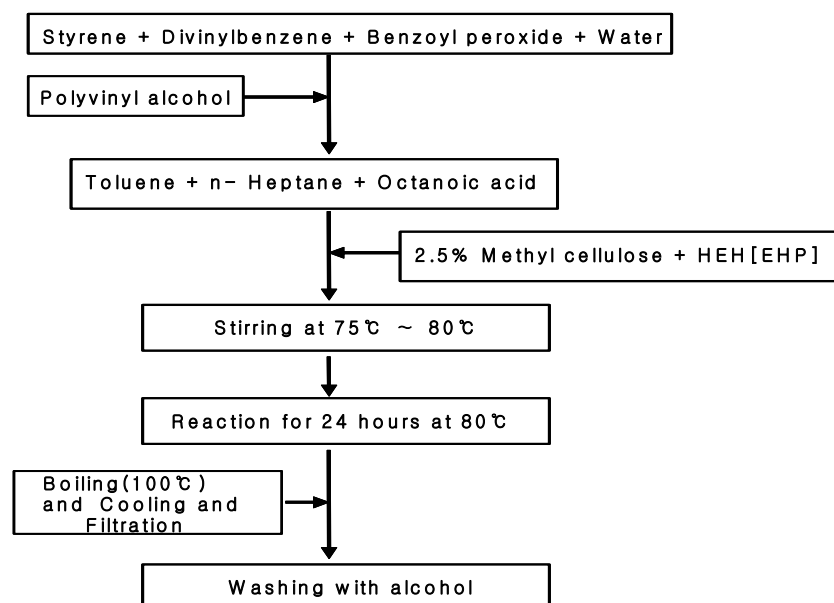 Styrene + Divinylbenzene + Benzoyl peroxide + Water
Polyvinyl alcohol
Toluene + n- Heptane + Octanoic acid
2.5% Methyl cellulose + HEH[EHP]
Stirring at 75℃ ~ 80℃
Reaction for 24 hours at 80℃
Boiling(100℃)
and Cooling and
Filtration
Washing with alcohol